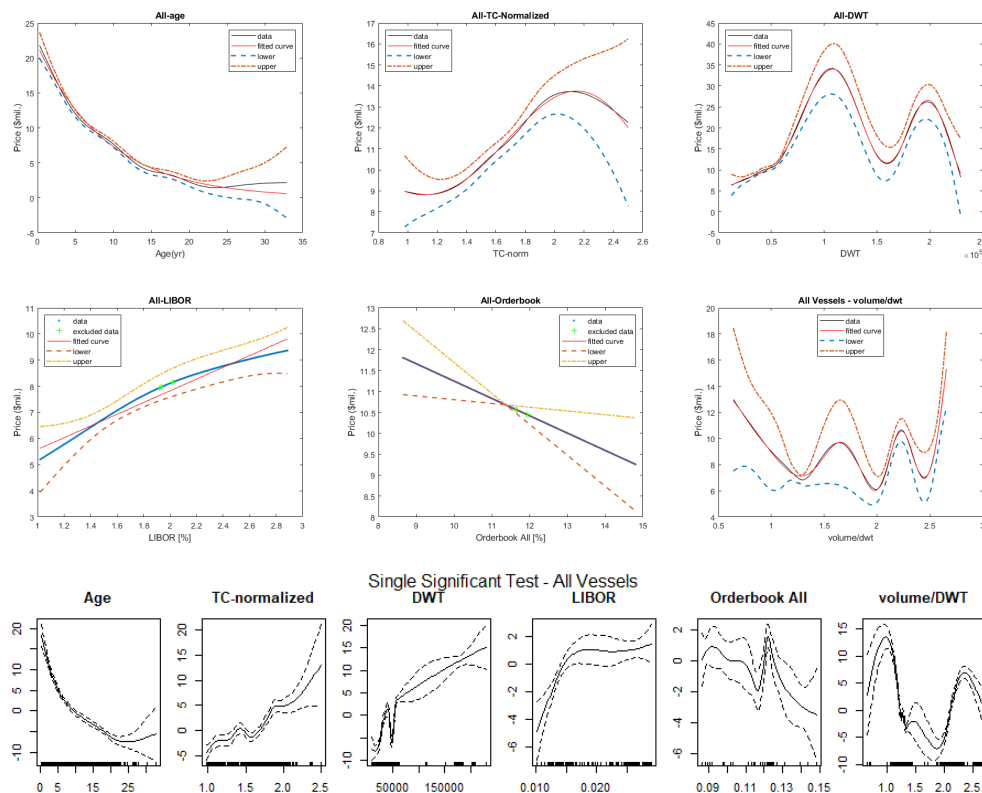 All-age
25
20
15
10
5
0
-5
Price ($mil.)
data
fitted curve
lower
upper
0 5 10 15 20 25 30 35
Age(yr)
All-TC-Normalized
17
16
15
14
13
12
11
10
9
8
7
Price ($mil.)
data
fitted curve
lower
upper
0.8 1 1.2 1.4 1.6 1.8 2 2.2 2.4 2.6
TC-norm
All-DWT
50
45
40
35
30
25
20
15
10
5
0
-5
Price ($mil.)
data
fitted curve
lower
upper
0 0.5 1 1.5 2
DWT
All-LIBOR
11
10
9
8
7
6
5
4
3
Price ($mil.)
data
excluded data
fitted curve
lower
upper
1 1.2 1.4 1.6 1.8 2 2.2 2.4 2.6 2.8 3
LIBOR [%]
All-Orderbook
13
12.5
12
11.5
11
10.5
10
9.5
9
8.5
8
Price ($mil.)
data
excluded data
fitted curve
lower
upper
8 9 10 11 12 13 14 15
Orderbook All [%]
All Vessels - volume/dwt
20
18
16
14
12
10
8
6
4
Price ($mil.)
data
fitted curve
lower
upper
0.5 1 1.5 2 2.5
volume/dwt
Single Significant Test - All Vessels
Age
20
15
10
5
0
-10
0 5 15 25
TC-normalized
20
15
10
5
0
-5
1.0 1.5 2.0 2.5
DWT
20
15
10
5
0
-10
50000 150000
LIBOR
2
0
-2
-4
-6
0.010 0.020
Orderbook All
2
0
-2
-4
-6
0.09 0.11 0.13 0.15
volume/DWT
15
10
5
0
-5
-10
1.0 1.5 2.0